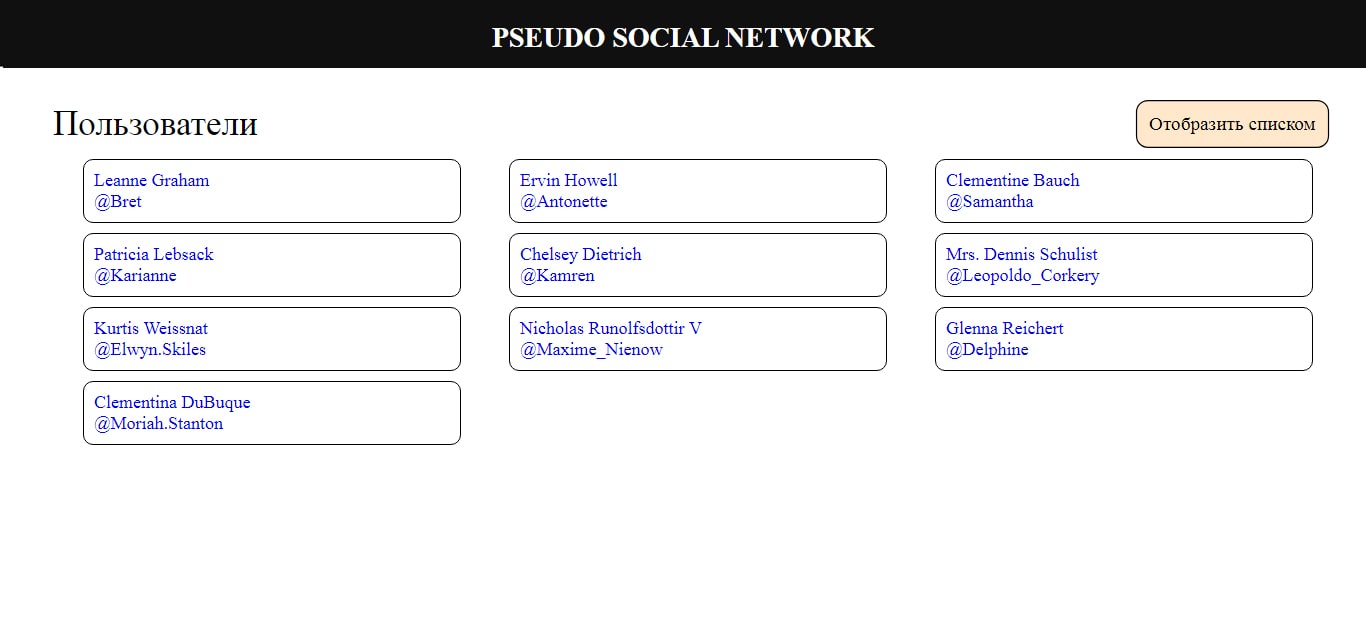 PSEUDO SOCIAL NETWORK
Пользователи
Отобразить списком
Leanne Graham
@Bret
Ervin Howell
@Antonette
Clementine Bauch
@Samantha
Patricia Lebsack
@Karianne
Chelsey Dietrich
@Kamren
Mrs. Dennis Schulist
@Leopoldo_Corkery
Kurtis Weissnat
@Elwyn.Skiles
Nicholas Runolfsdottir V
@Maxime_Nienow
Glenna Reichert
@Delphine
Clementina DuBuque
@Moriah.Stanton